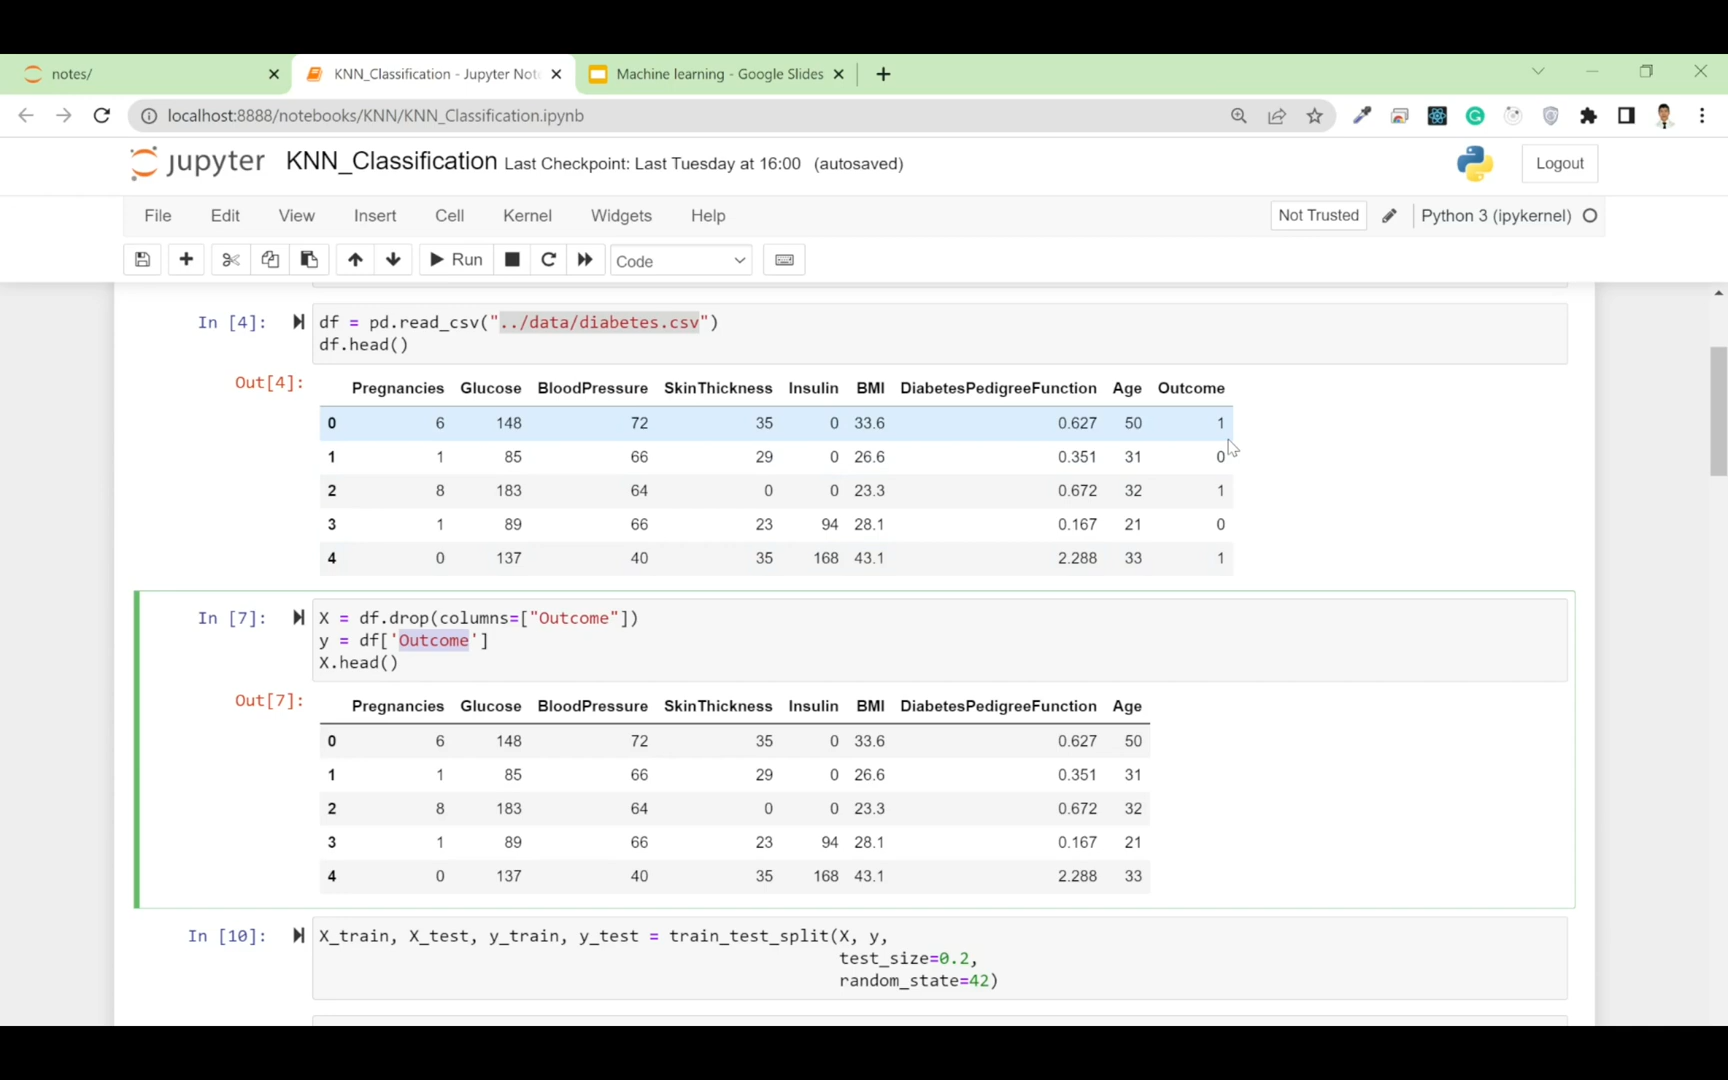 notes/
KNN_Classification - Jupyter Note
Machine learning - Google Slides
localhost:8888/notebooks/KNN/KNN_Classification.ipynb
jupyter KNN_Classification Last Checkpoint: Last Tuesday at 16:00 (autosaved)
Logout
File Edit View Insert Cell Kernel Widgets Help
Not Trusted Python 3 (ipykernel)
Run Code
In [4]: df = pd.read_csv("../data/diabetes.csv")
df.head()
Out[4]: Pregnancies Glucose BloodPressure SkinThickness Insulin BMI DiabetesPedigreeFunction Age Outcome
0 6 148 72 35 0 33.6 0.627 50 1
1 1 85 66 29 0 26.6 0.351 31 0
2 8 183 64 0 0 23.3 0.672 32 1
3 1 89 66 23 94 28.1 0.167 21 0
4 0 137 40 35 168 43.1 2.288 33 1
In [7]: X = df.drop(columns=["Outcome"])
y = df['Outcome']
X.head()
Out[7]: Pregnancies Glucose BloodPressure SkinThickness Insulin BMI DiabetesPedigreeFunction Age
0 6 148 72 35 0 33.6 0.627 50
1 1 85 66 29 0 26.6 0.351 31
2 8 183 64 0 0 23.3 0.672 32
3 1 89 66 23 94 28.1 0.167 21
4 0 137 40 35 168 43.1 2.288 33
In [10]: X_train, X_test, y_train, y_test = train_test_split(X, y,
test_size=0.2,
random_state=42)